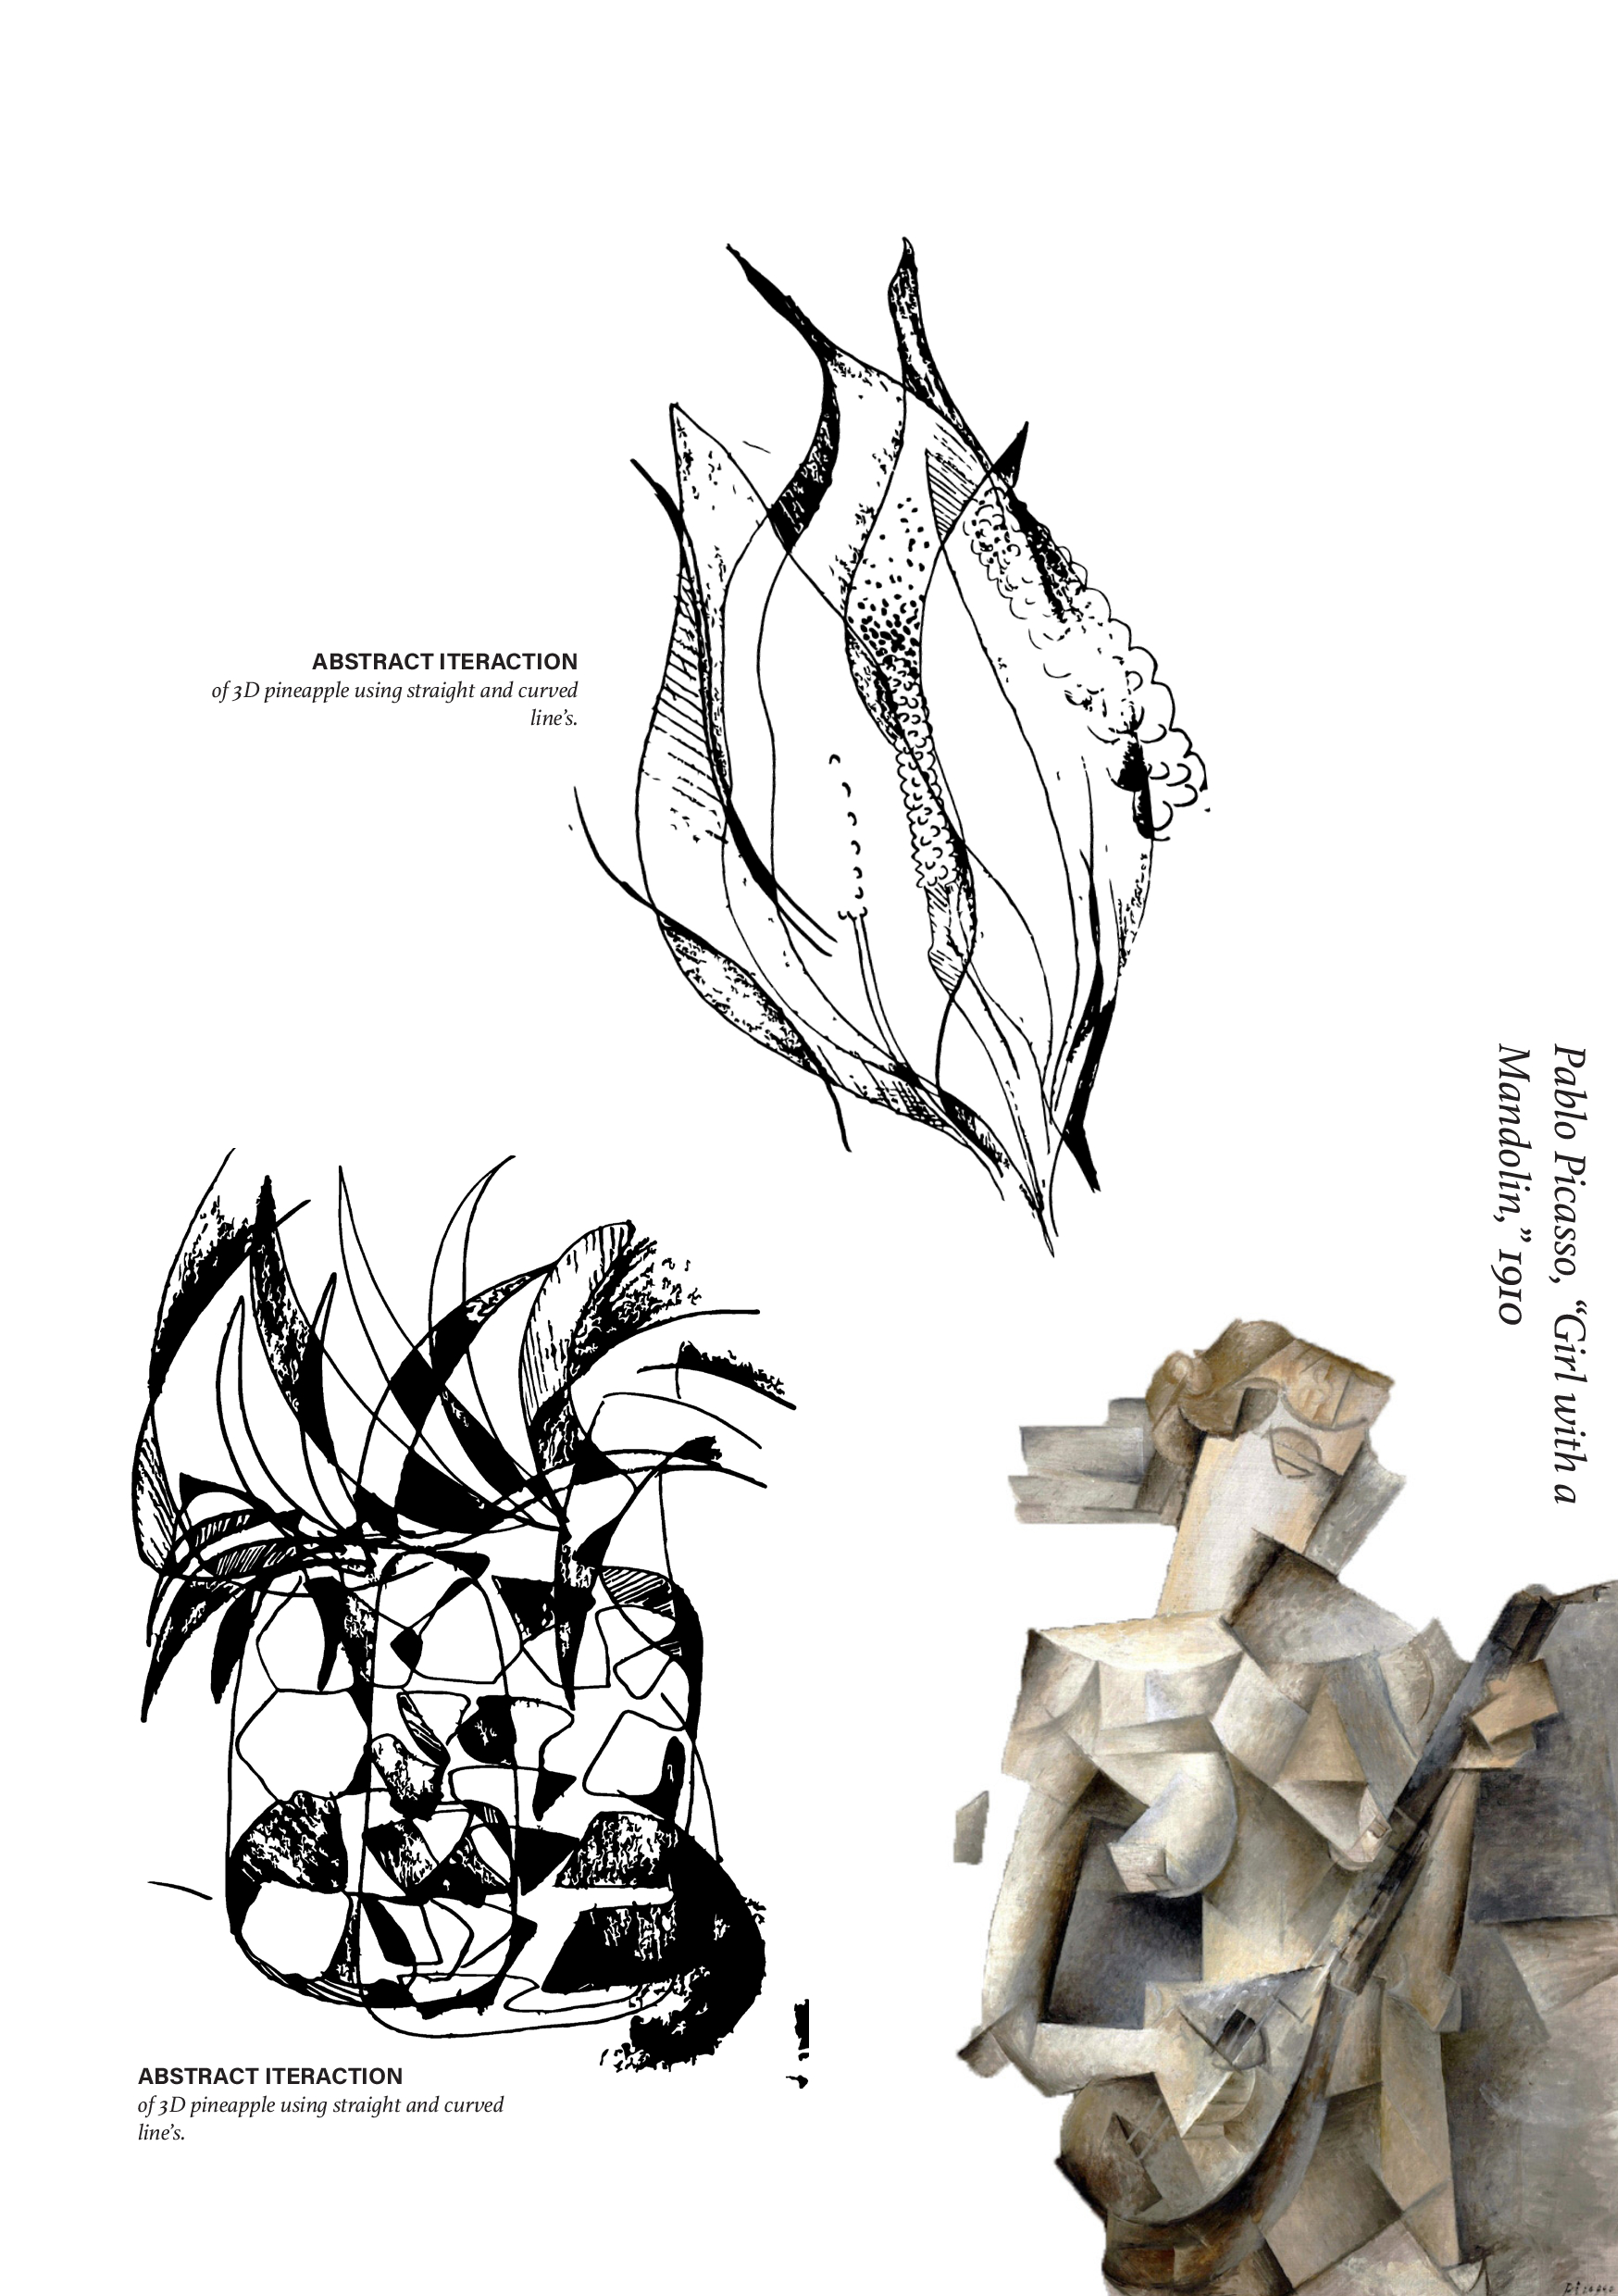 ABSTRACT ITERACTION
of 3D pineapple using straight and curved
line's.
Pablo Picasso, “Girl with a
Mandolin,” 1910
ABSTRACT ITERACTION
of 3D pineapple using straight and curved
line's.
Picasso